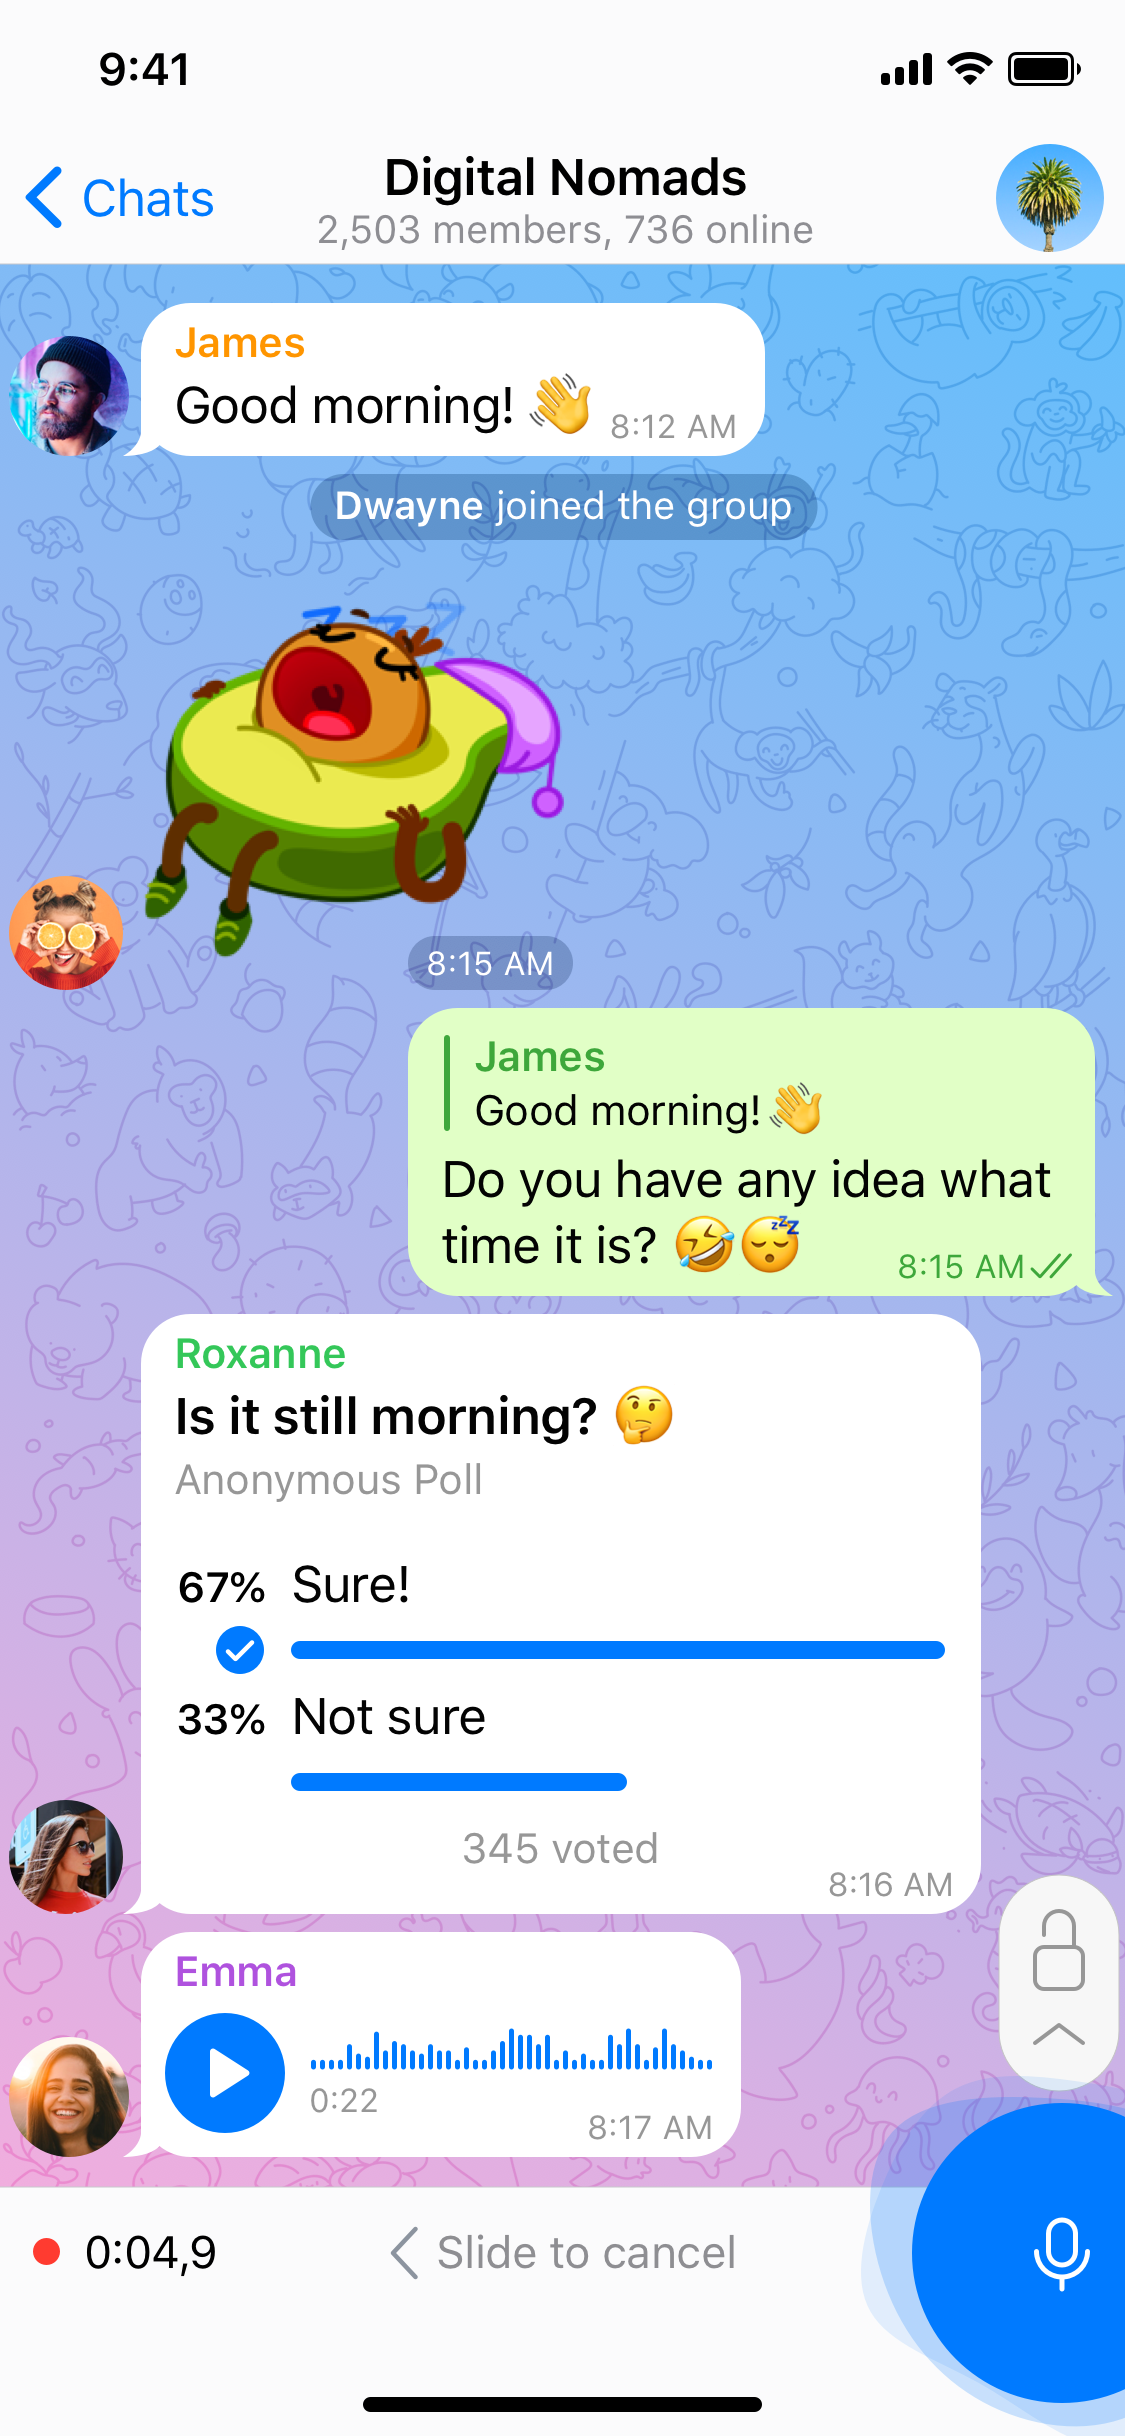 9:41
Chats
Digital Nomads
2,503 members, 736 online
James
Good morning! 👋 8:12 AM
Dwayne joined the group
z z Z
8:15 AM
James
Good morning! 👋
Do you have any idea what
time it is? 🤣😴 8:15 AM
Roxanne
Is it still morning? 🤔
Anonymous Poll
67% Sure!
33% Not sure
345 voted
8:16 AM
Emma
0:22
8:17 AM
0:04,9
Slide to cancel